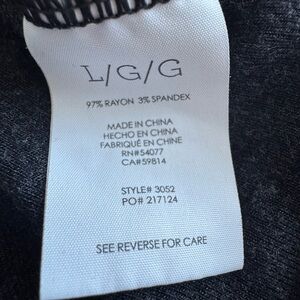 L/G/G
97% RAYON 3% SPANDEX
MADE IN CHINA
HECHO EN CHINA
FABRIQUÉ EN CHINE
RN#54077
CA#59814
STYLE# 3052
PO# 217124
SEE REVERSE FOR CARE